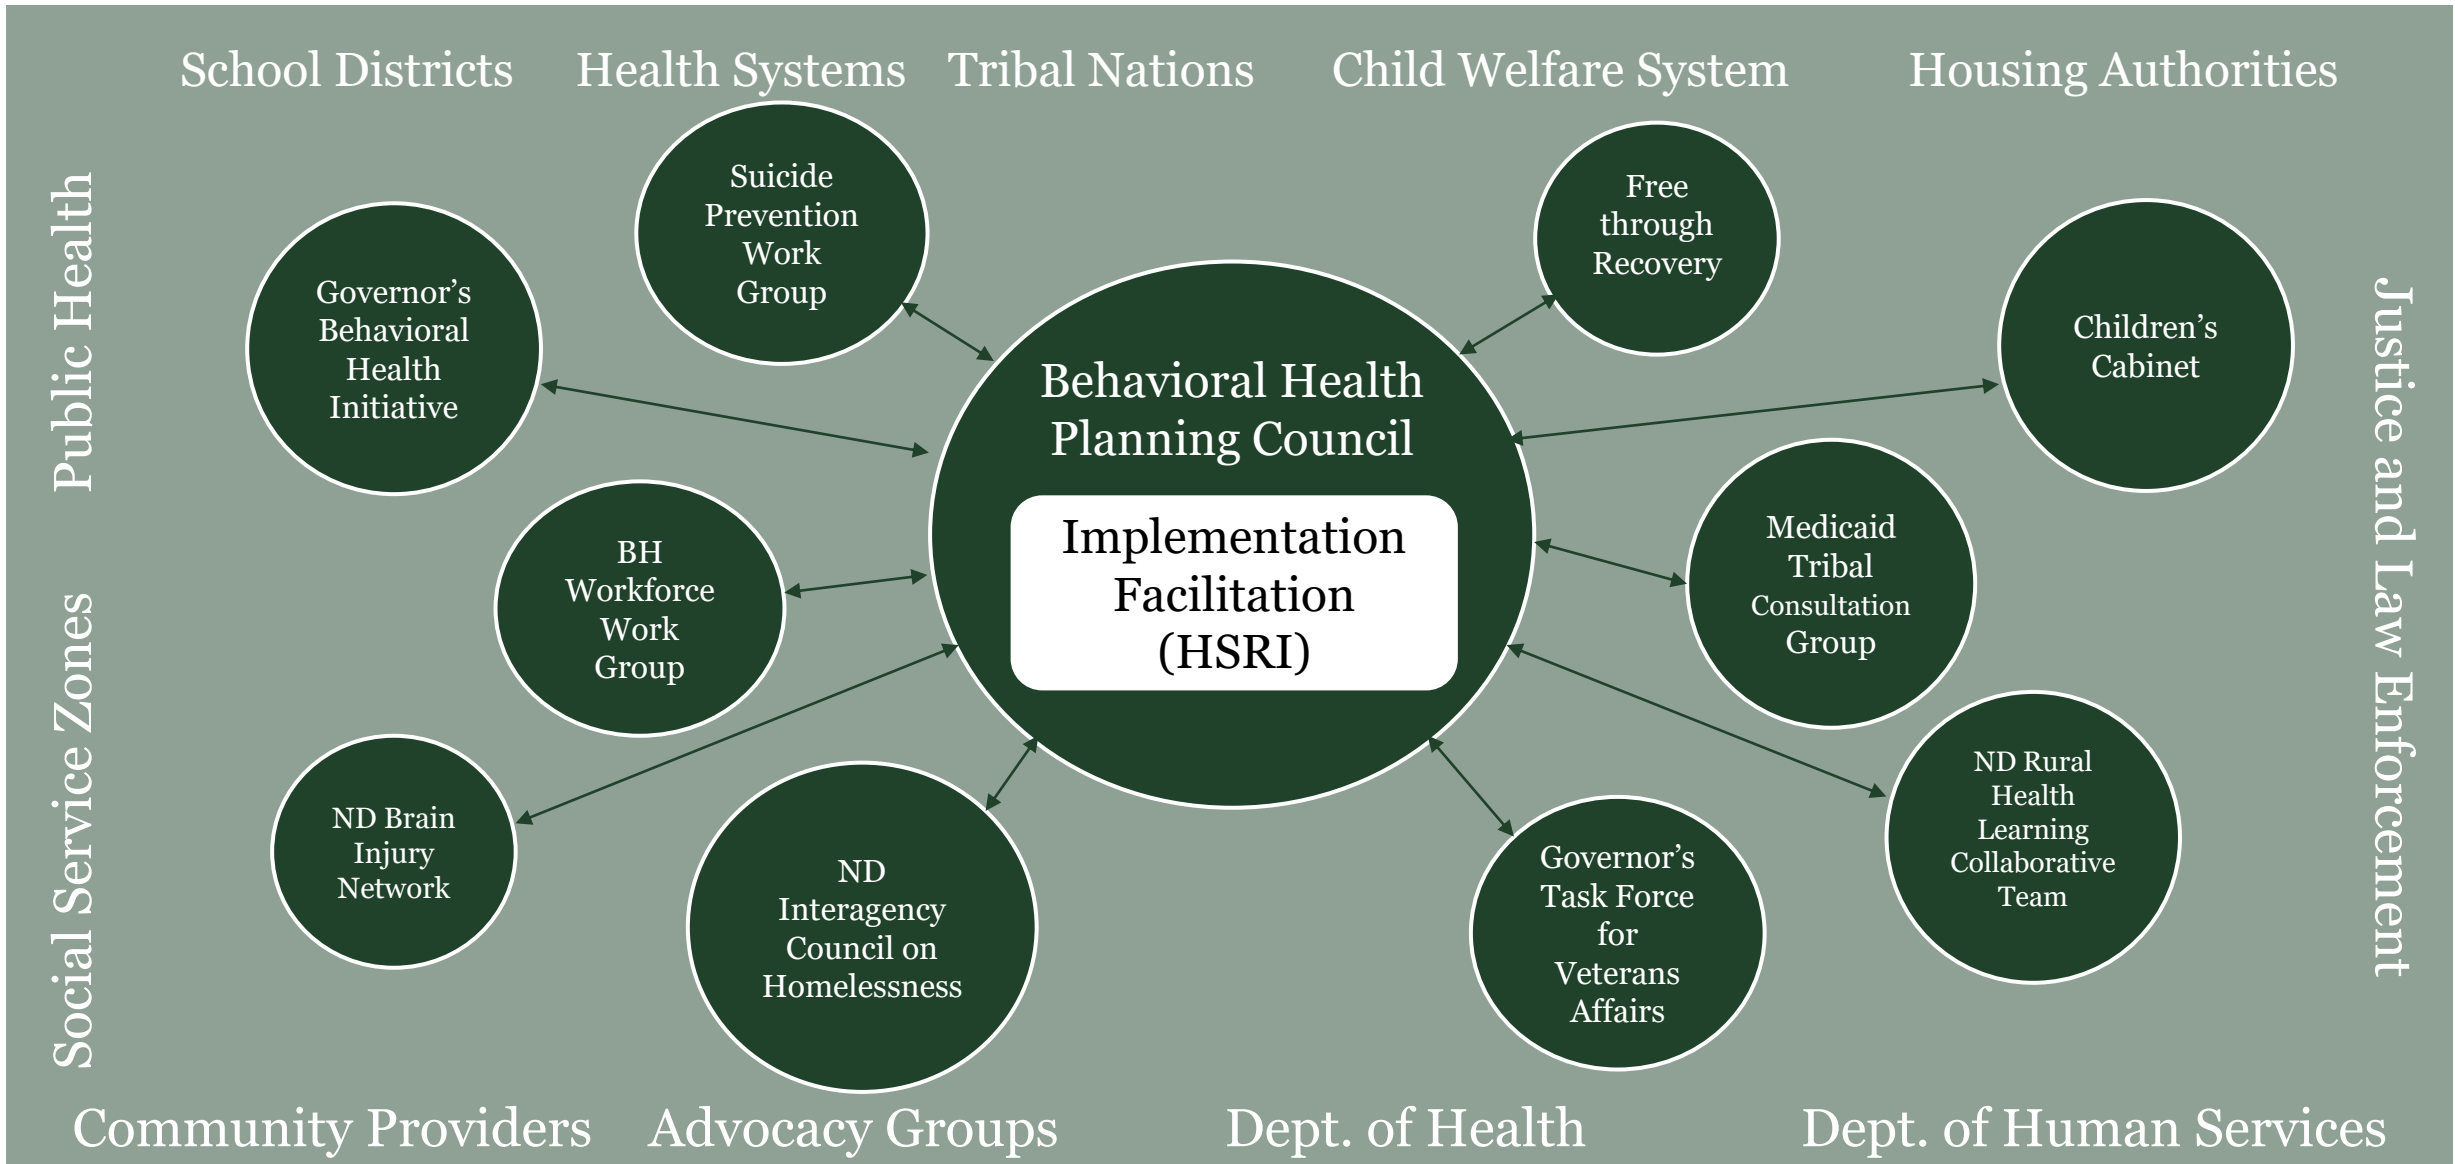 School Districts
Health Systems
Tribal Nations
Child Welfare System
Housing Authorities
Public Health
Social Service Zones
Governor’s
Behavioral
Health
Initiative
Suicide
Prevention
Work
Group
Free
through
Recovery
Children’s
Cabinet
Behavioral Health
Planning Council
Implementation
Facilitation
(HSRI)
BH
Workforce
Work
Group
Medicaid
Tribal
Consultation
Group
ND Brain
Injury
Network
ND
Interagency
Council on
Homelessness
Governor’s
Task Force
for
Veterans
Affairs
ND Rural
Health
Learning
Collaborative
Team
Justice and Law Enforcement
Community Providers
Advocacy Groups
Dept. of Health
Dept. of Human Services